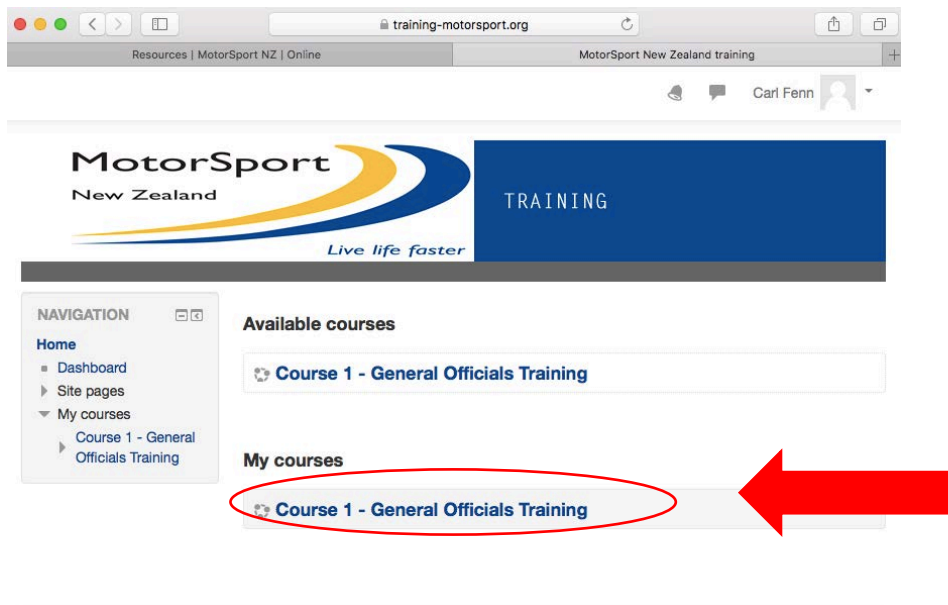 training-motorsport.org
Resources | MotorSport NZ | Online
MotorSport New Zealand training
Carl Fenn
MotorSport
New Zealand
Live life faster
TRAINING
NAVIGATION
Home
Dashboard
Site pages
My courses
Course 1 - General
Officials Training
Available courses
Course 1 - General Officials Training
My courses
Course 1 - General Officials Training